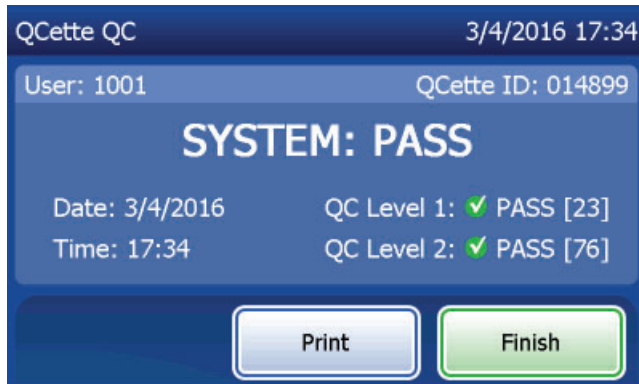 QCette QC 3/4/2016 17:34
User: 1001 QCette ID: 014899
SYSTEM: PASS
Date: 3/4/2016 QC Level 1: PASS [23]
Time: 17:34 QC Level 2: PASS [76]
Print Finish